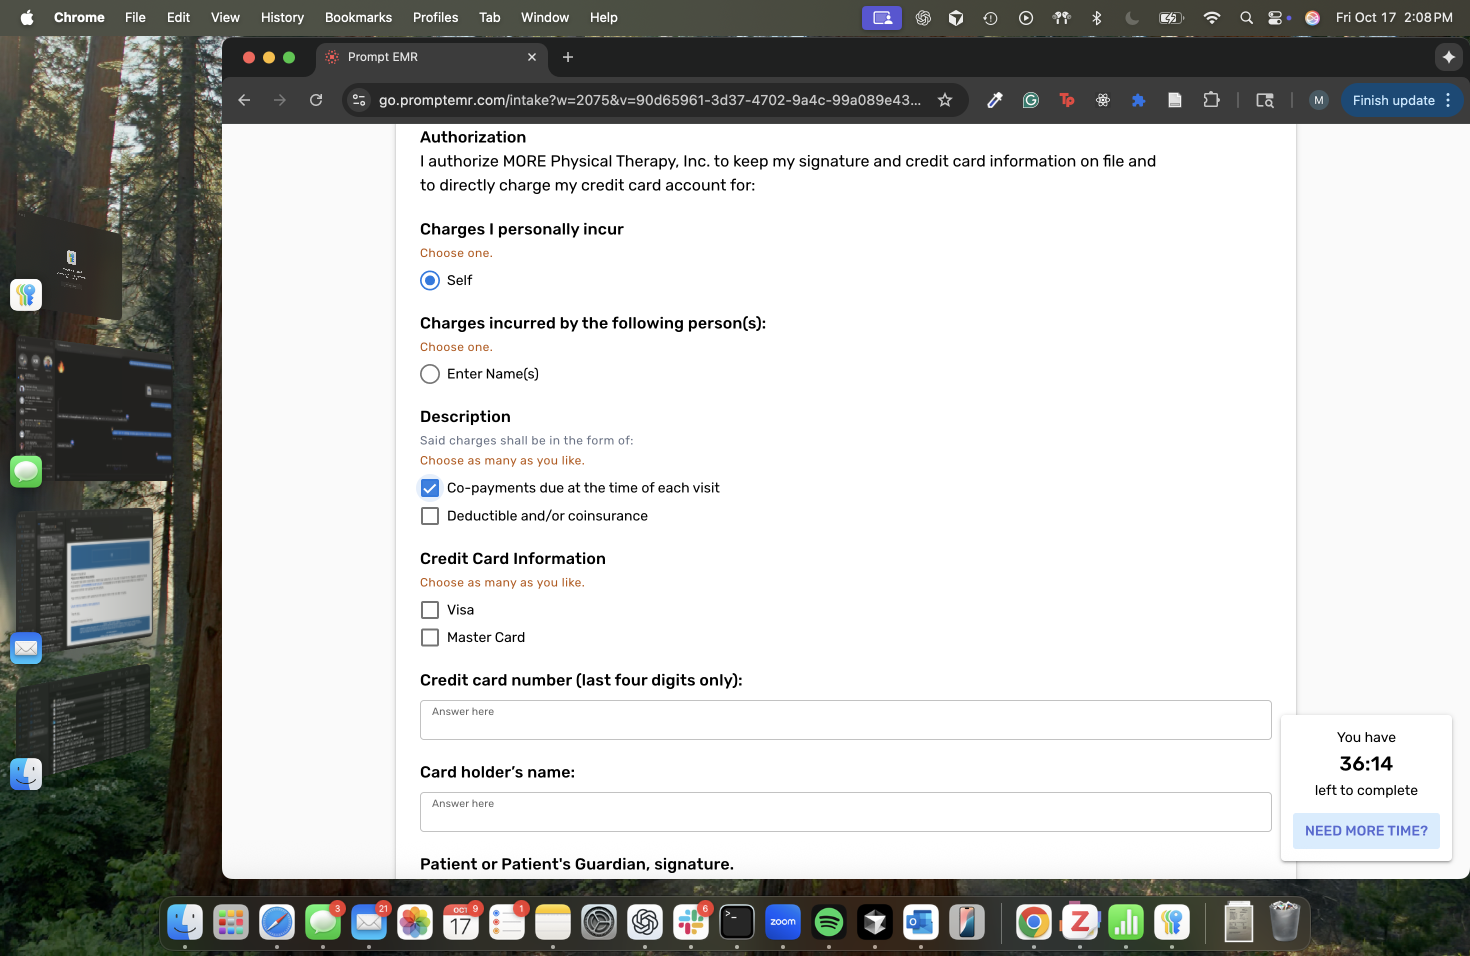 Chrome File Edit View History Bookmarks Profiles Tab Window Help Fri Oct 17 2:08 PM
Prompt EMR
go.promptemr.com/intake?w=2075&v=90d65961-3d37-4702-9a4c-99a089e43...
M
Finish update
Authorization
I authorize MORE Physical Therapy, Inc. to keep my signature and credit card information on file and
to directly charge my credit card account for:
Charges I personally incur
Choose one.
Self
Charges incurred by the following person(s):
Choose one.
Enter Name(s)
Description
Said charges shall be in the form of:
Choose as many as you like.
Co-payments due at the time of each visit
Deductible and/or coinsurance
Credit Card Information
Choose as many as you like.
Visa
Master Card
Credit card number (last four digits only):
Answer here
Card holder’s name:
Answer here
Patient or Patient's Guardian, signature.
You have
36:14
left to complete
NEED MORE TIME?
3
21
OCT
17
9
1
6
zoom